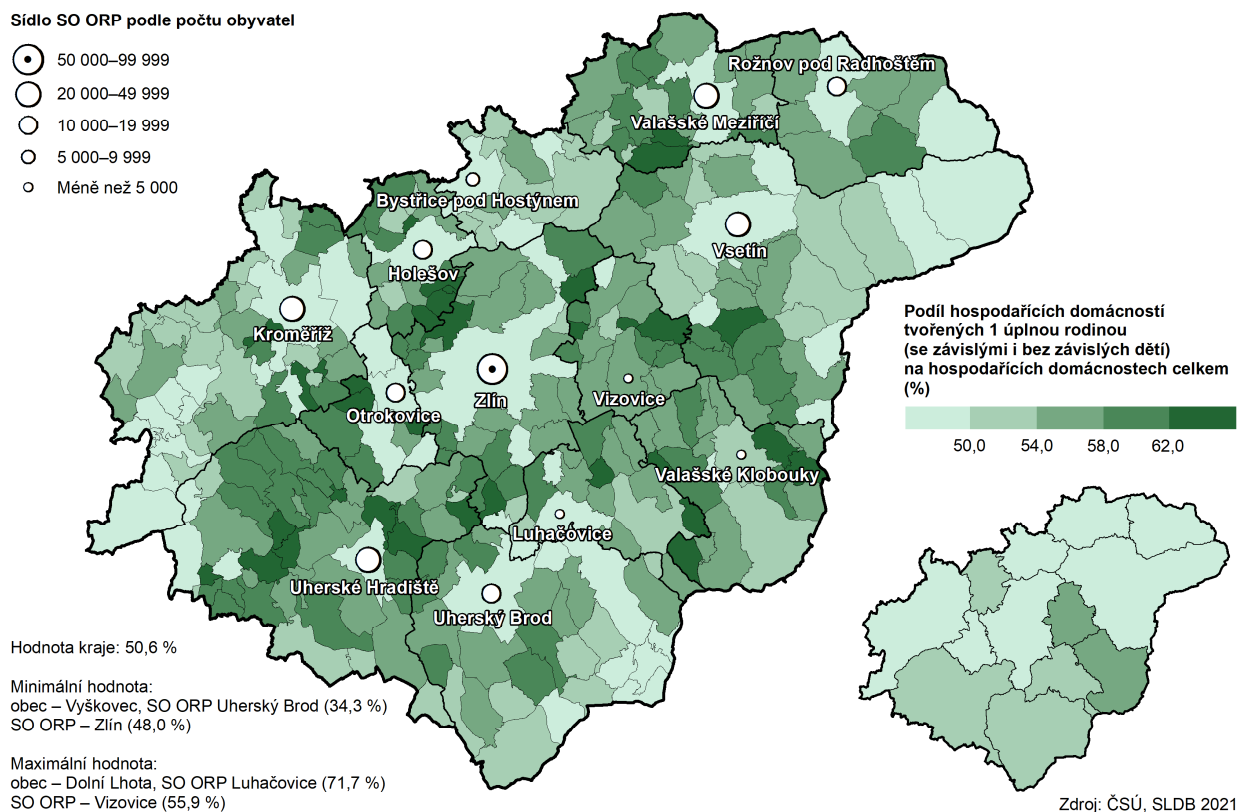 Sídlo SO ORP podle počtu obyvatel
50 000–99 999
20 000–49 999
10 000–19 999
5 000–9 999
Méně než 5 000
Rožnov pod Radhoštěm
Valašské Meziříčí
Bystřice pod Hostýnem
Vsetín
Holešov
Kroměříž
Zlín
Vizovice
Otrokovice
Valašské Klobouky
Luhačovice
Uherské Hradiště
Uherský Brod
Podíl hospodařících domácností
tvořených 1 úplnou rodinou
(se závislými i bez závislých dětí)
na hospodařících domácnostech celkem
(%)
50,0 54,0 58,0 62,0
Hodnota kraje: 50,6 %
Minimální hodnota:
obec – Vyškovec, SO ORP Uherský Brod (34,3 %)
SO ORP – Zlín (48,0 %)
Maximální hodnota:
obec – Dolní Lhota, SO ORP Luhačovice (71,7 %)
SO ORP – Vizovice (55,9 %)
Zdroj: ČSÚ, SLDB 2021